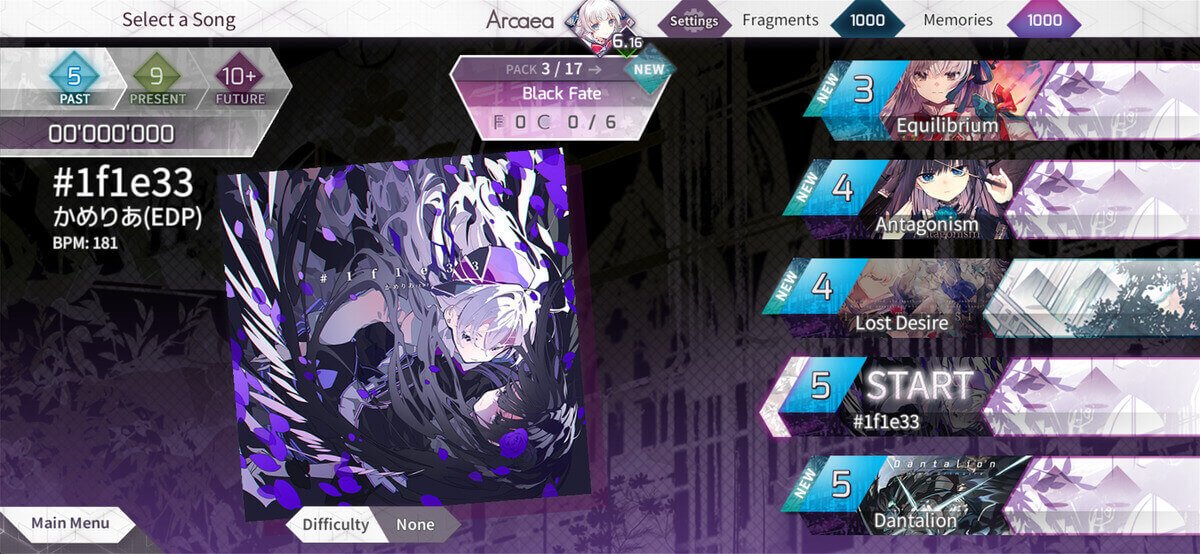 Select a Song
Arcaea
6.16
Settings
Fragments
1000
Memories
1000
5
PAST
9
PRESENT
10+
FUTURE
00'000'000
PACK 3 / 17 →
NEW
Black Fate
F 0 C 0 / 6
#1f1e33
かめりあ(EDP)
BPM: 181
#1f1e33
NEW
3
Equilibrium
NEW
4
Antagonism
NEW
4
Lost Desire
5
START
#1f1e33
NEW
5
Dantalion
Dantalion
Main Menu
Difficulty
None